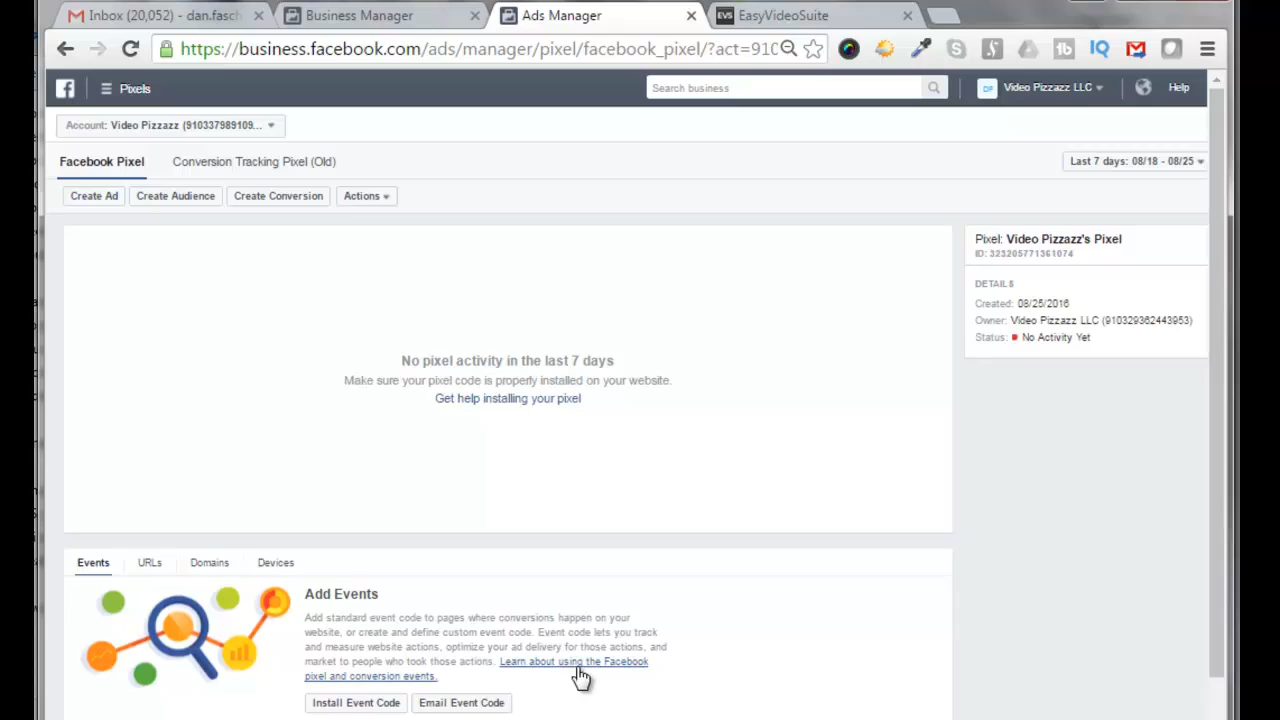 Inbox (20,052) - dan.fasch
Business Manager
Ads Manager
EVS EasyVideoSuite
https://business.facebook.com/ads/manager/pixel/facebook_pixel/?act=910
Pixels
Search business
DP Video Pizzazz LLC
Help
Account: Video Pizzazz (910337989109...
Facebook Pixel
Conversion Tracking Pixel (Old)
Last 7 days: 08/18 - 08/25
Create Ad
Create Audience
Create Conversion
Actions
Pixel: Video Pizzazz's Pixel
ID: 323205771361074
DETAILS
Created: 08/25/2016
Owner: Video Pizzazz LLC (910329362443953)
Status: No Activity Yet
No pixel activity in the last 7 days
Make sure your pixel code is properly installed on your website.
Get help installing your pixel
Events
URLs
Domains
Devices
Add Events
Add standard event code to pages where conversions happen on your
website, or create and define custom event code. Event code lets you track
and measure website actions, optimize your ad delivery for those actions, and
market to people who took those actions. Learn about using the Facebook
pixel and conversion events.
Install Event Code
Email Event Code